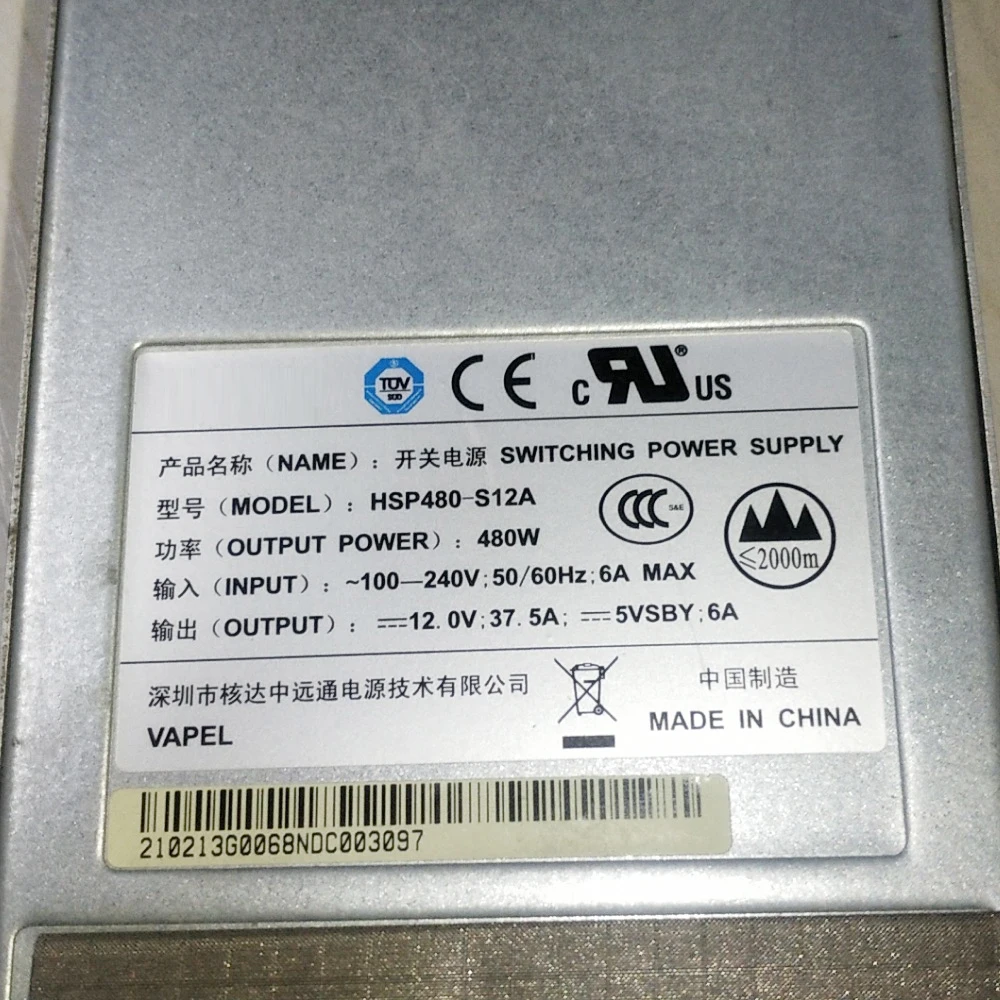 TÜV
SÜD
CE
c RU ® US
产品名称（NAME）：开关电源 SWITCHING POWER SUPPLY
型号（MODEL）：HSP480-S12A
CCC S&E
功率（OUTPUT POWER）：480W
≤2000m
输入（INPUT）：~100—240V;50/60Hz;6A MAX
输出（OUTPUT）：⎓12.0V;37.5A; ⎓5VSBY;6A
深圳市核达中远通电源技术有限公司
中国制造
VAPEL
MADE IN CHINA
210213G0068NDC003097